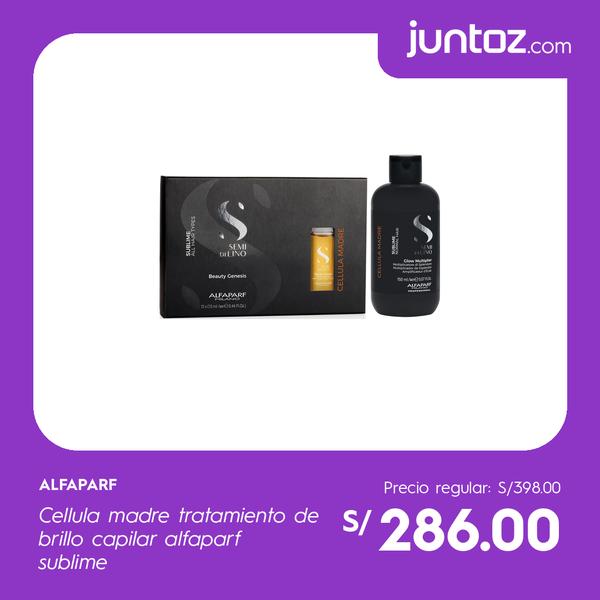 juntoz.com
SUBLIME
ALL HAIR TYPES
SEMI
DI LINO
Beauty Genesis
ALFAPARF
MILANO
CELLULA MADRE
CELLULA MADRE
SUBLIME
SEMI
DI LINO
Glow Multiplier
ALFAPARF
ALFAPARF
Cellula madre tratamiento de
brillo capilar alfaparf
sublime
Precio regular: S/398.00
S/ 286.00